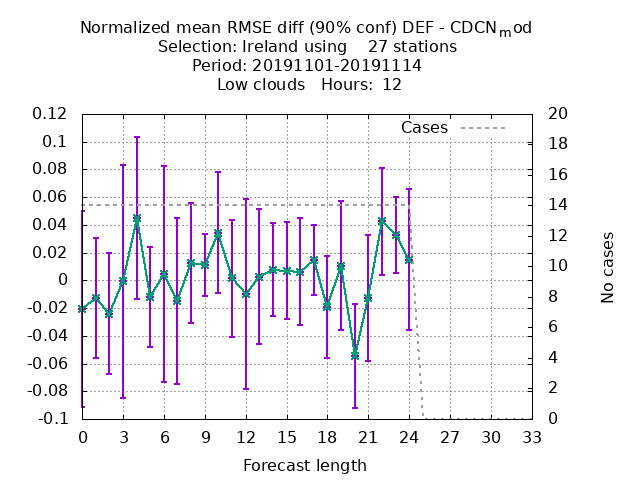 Normalized mean RMSE diff (90% conf) DEF - CDCNmod
Selection: Ireland using 27 stations
Period: 20191101-20191114
Low clouds Hours: 12
Cases
0.12
0.1
0.08
0.06
0.04
0.02
0
-0.02
-0.04
-0.06
-0.08
-0.1
20
18
16
14
12
10
8
6
4
2
0
No cases
0 3 6 9 12 15 18 21 24 27 30 33
Forecast length